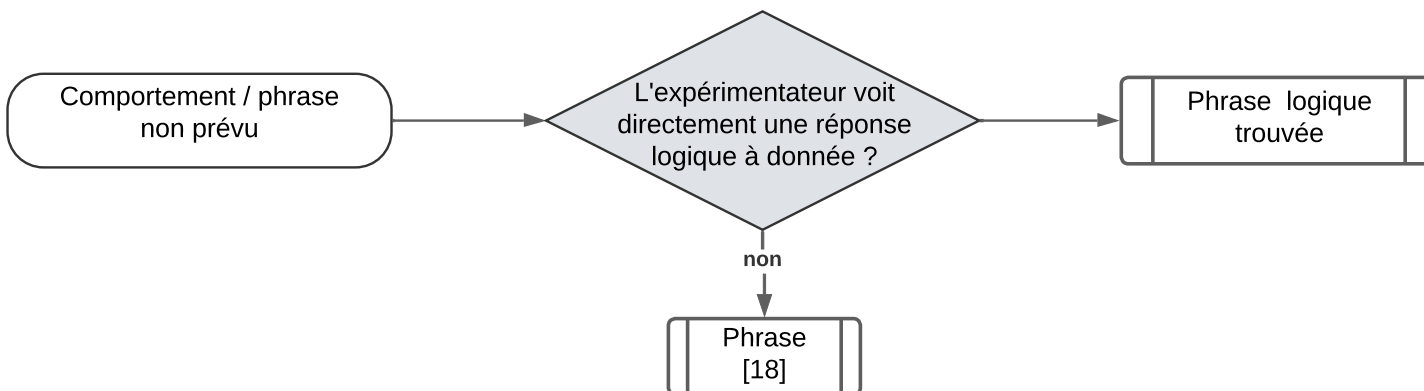 Comportement / phrase
non prévu
L'expérimentateur voit
directement une réponse
logique à donnée ?
Phrase logique
trouvée
non
Phrase
[18]